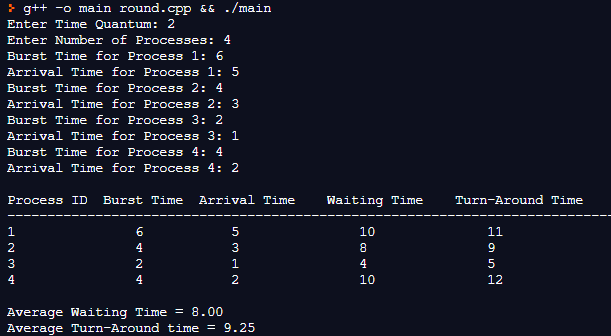 > g++ -o main round.cpp && ./main
Enter Time Quantum: 2
Enter Number of Processes: 4
Burst Time for Process 1: 6
Arrival Time for Process 1: 5
Burst Time for Process 2: 4
Arrival Time for Process 2: 3
Burst Time for Process 3: 2
Arrival Time for Process 3: 1
Burst Time for Process 4: 4
Arrival Time for Process 4: 2
Process ID Burst Time Arrival Time Waiting Time Turn-Around Time
---------------------------------------------------------------------------
1 6 5 10 11
2 4 3 8 9
3 2 1 4 5
4 4 2 10 12
Average Waiting Time = 8.00
Average Turn-Around time = 9.25